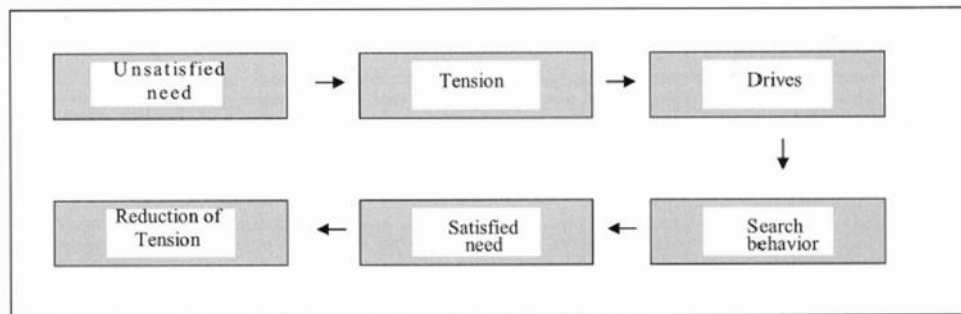 Unsatisfied
need
Tension
Drives
Reduction of
Tension
Satisfied
need
Search
behavior